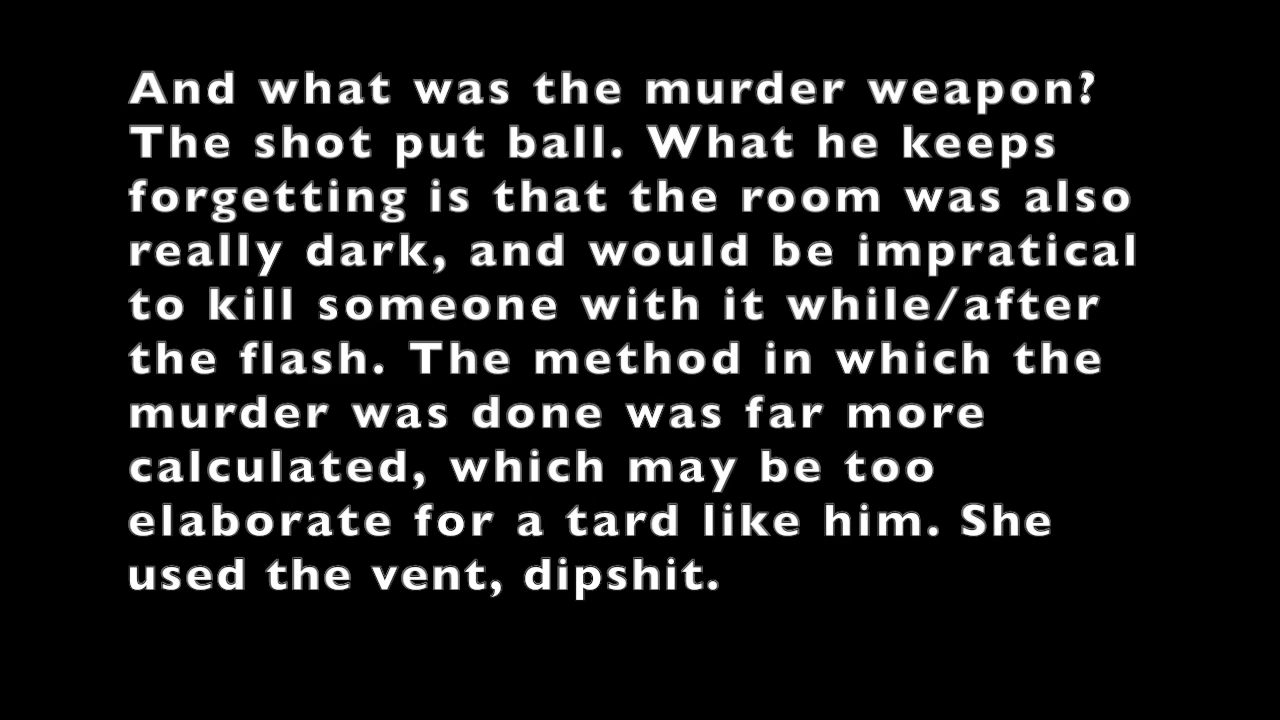 And what was the murder weapon?
The shot put ball. What he keeps
forgetting is that the room was also
really dark, and would be impratical
to kill someone with it while/after
the flash. The method in which the
murder was done was far more
calculated, which may be too
elaborate for a tard like him. She
used the vent, dipshit.